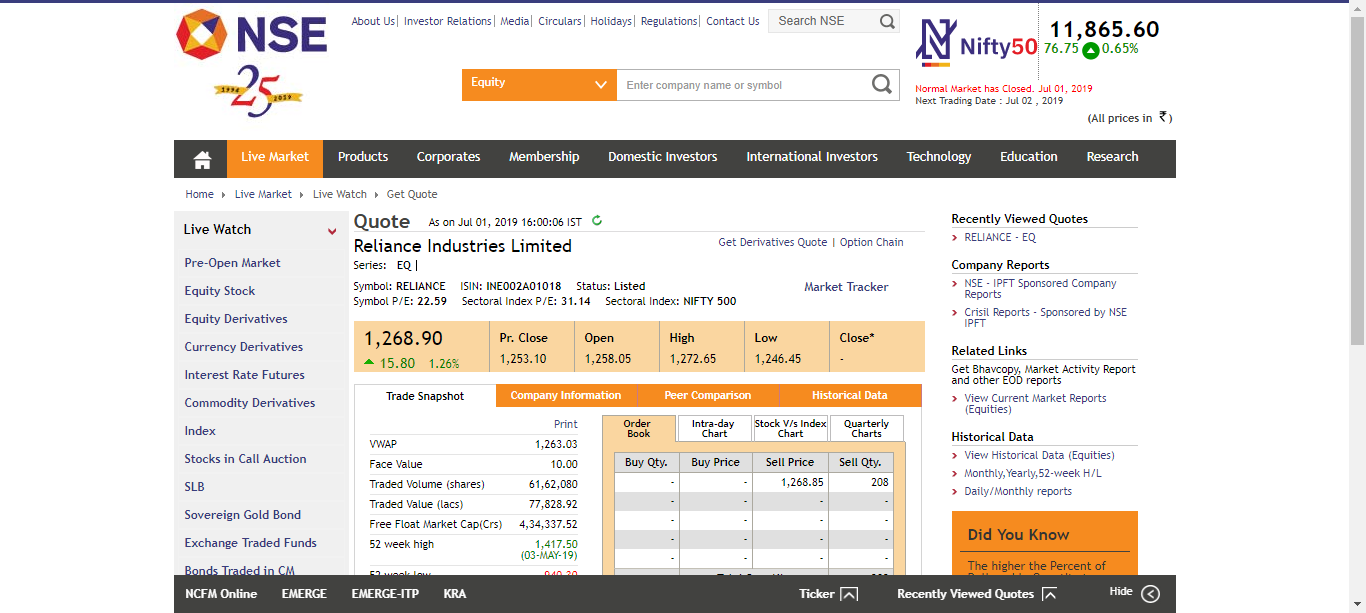 NSE
1994 25 2019
About Us| Investor Relations| Media| Circulars| Holidays| Regulations| Contact Us
Search NSE
Equity
Enter company name or symbol
Nifty50
11,865.60
76.75 0.65%
Normal Market has Closed. Jul 01, 2019
Next Trading Date : Jul 02 , 2019
(All prices in ₹)
Live Market Products Corporates Membership Domestic Investors International Investors Technology Education Research
Home Live Market Live Watch Get Quote
Live Watch
Pre-Open Market
Equity Stock
Equity Derivatives
Currency Derivatives
Interest Rate Futures
Commodity Derivatives
Index
Stocks in Call Auction
SLB
Sovereign Gold Bond
Exchange Traded Funds
Bonds Traded in CM
Quote As on Jul 01, 2019 16:00:06 IST
Reliance Industries Limited
Get Derivatives Quote | Option Chain
Series: EQ |
Symbol: RELIANCE ISIN: INE002A01018 Status: Listed
Market Tracker
Symbol P/E: 22.59 Sectoral Index P/E: 31.14 Sectoral Index: NIFTY 500
1,268.90 Pr. Close Open High Low Close*
15.80 1.26% 1,253.10 1,258.05 1,272.65 1,246.45 -
Trade Snapshot Company Information Peer Comparison Historical Data
Print
VWAP 1,263.03
Face Value 10.00
Traded Volume (shares) 61,62,080
Traded Value (lacs) 77,828.92
Free Float Market Cap(Crs) 4,34,337.52
52 week high 1,417.50
(03-MAY-19)
52 week low 940.30
Order
Book
Intra-day
Chart
Stock V/s Index
Chart
Quarterly
Charts
Buy Qty. Buy Price Sell Price Sell Qty.
- - 1,268.85 208
- - - -
- - - -
- - - -
- - - -
Recently Viewed Quotes
RELIANCE - EQ
Company Reports
NSE - IPFT Sponsored Company
Reports
Crisil Reports - Sponsored by NSE
IPFT
Related Links
Get Bhavcopy, Market Activity Report
and other EOD reports
View Current Market Reports
(Equities)
Historical Data
View Historical Data (Equities)
Monthly,Yearly,52-week H/L
Daily/Monthly reports
Did You Know
The higher the Percent of
NCFM Online EMERGE EMERGE-ITP KRA Ticker Recently Viewed Quotes Hide